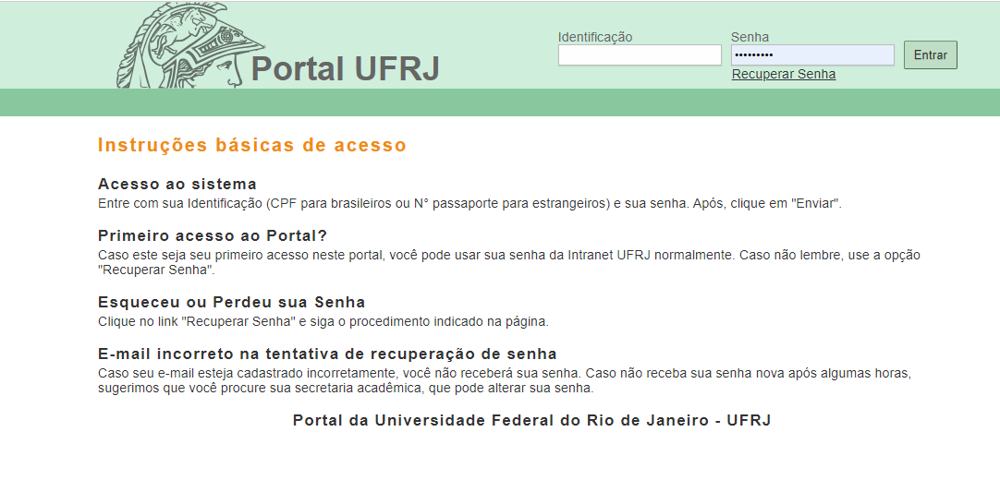 Identificação
Senha
•••••••••
Entrar
Recuperar Senha
Portal UFRJ
Instruções básicas de acesso
Acesso ao sistema
Entre com sua Identificação (CPF para brasileiros ou N° passaporte para estrangeiros) e sua senha. Após, clique em "Enviar".
Primeiro acesso ao Portal?
Caso este seja seu primeiro acesso neste portal, você pode usar sua senha da Intranet UFRJ normalmente. Caso não lembre, use a opção
"Recuperar Senha".
Esqueceu ou Perdeu sua Senha
Clique no link "Recuperar Senha" e siga o procedimento indicado na página.
E-mail incorreto na tentativa de recuperação de senha
Caso seu e-mail esteja cadastrado incorretamente, você não receberá sua senha. Caso não receba sua senha nova após algumas horas,
sugerimos que você procure sua secretaria acadêmica, que pode alterar sua senha.
Portal da Universidade Federal do Rio de Janeiro - UFRJ